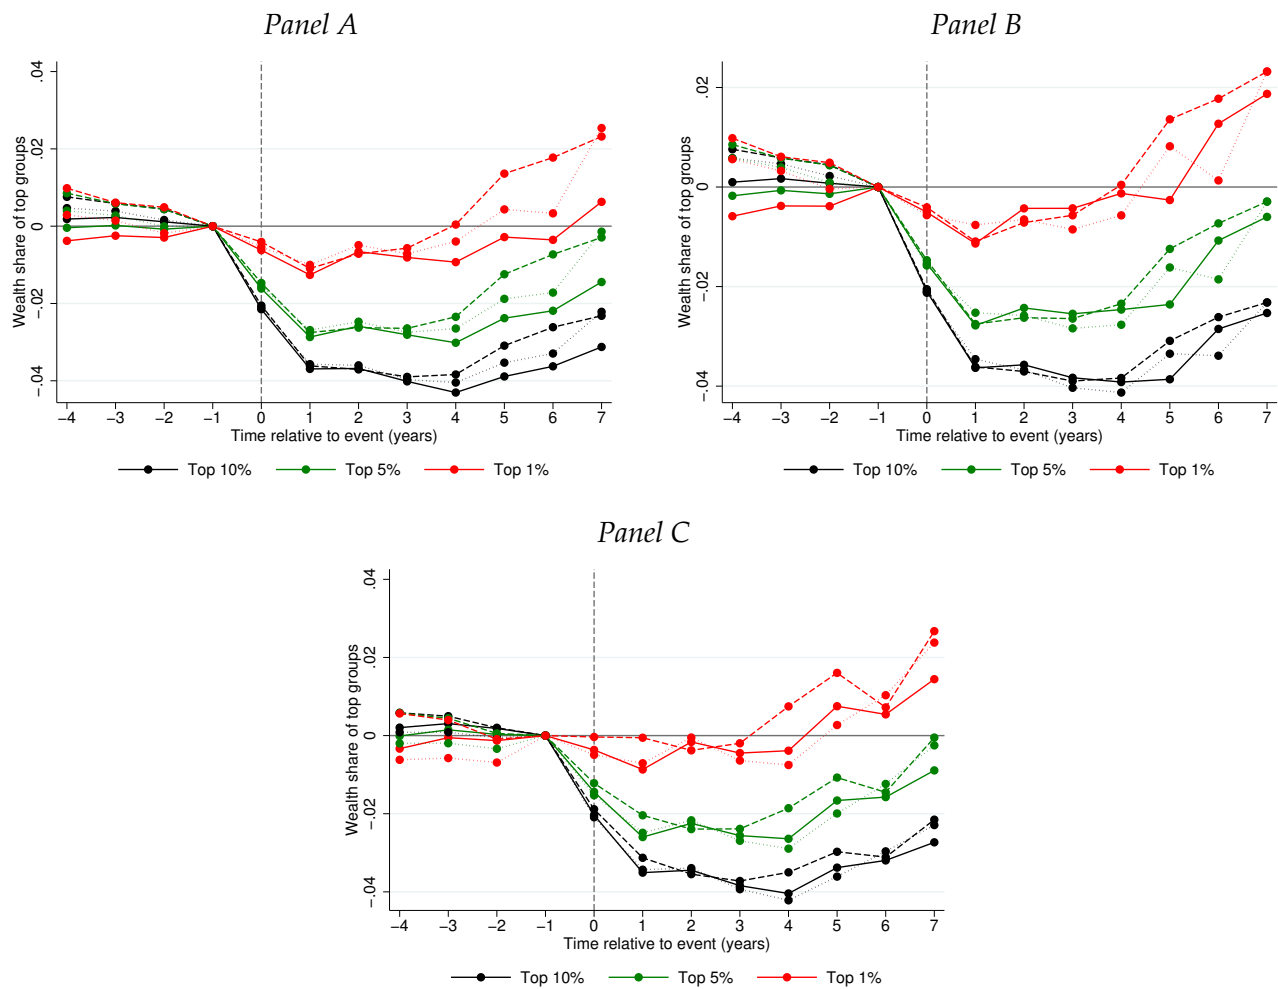 Panel A
Wealth share of top groups
.04
.02
0
−.02
−.04
−4 −3 −2 −1 0 1 2 3 4 5 6 7
Time relative to event (years)
Top 10% Top 5% Top 1%
Panel B
Wealth share of top groups
.02
0
−.02
−.04
−4 −3 −2 −1 0 1 2 3 4 5 6 7
Time relative to event (years)
Top 10% Top 5% Top 1%
Panel C
Wealth share of top groups
.04
.02
0
−.02
−.04
−4 −3 −2 −1 0 1 2 3 4 5 6 7
Time relative to event (years)
Top 10% Top 5% Top 1%